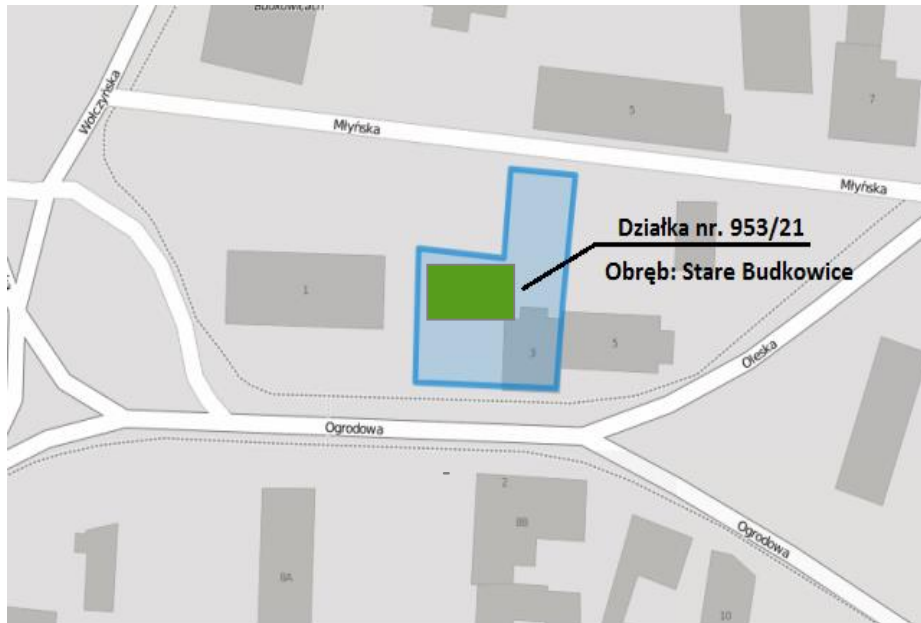 Budkowicach
Wołczyńska
Młyńska
5
7
Młyńska
Działka nr. 953/21
Obręb: Stare Budkowice
1
3
5
Oleska
Ogrodowa
2
8B
8A
Ogrodowa
10